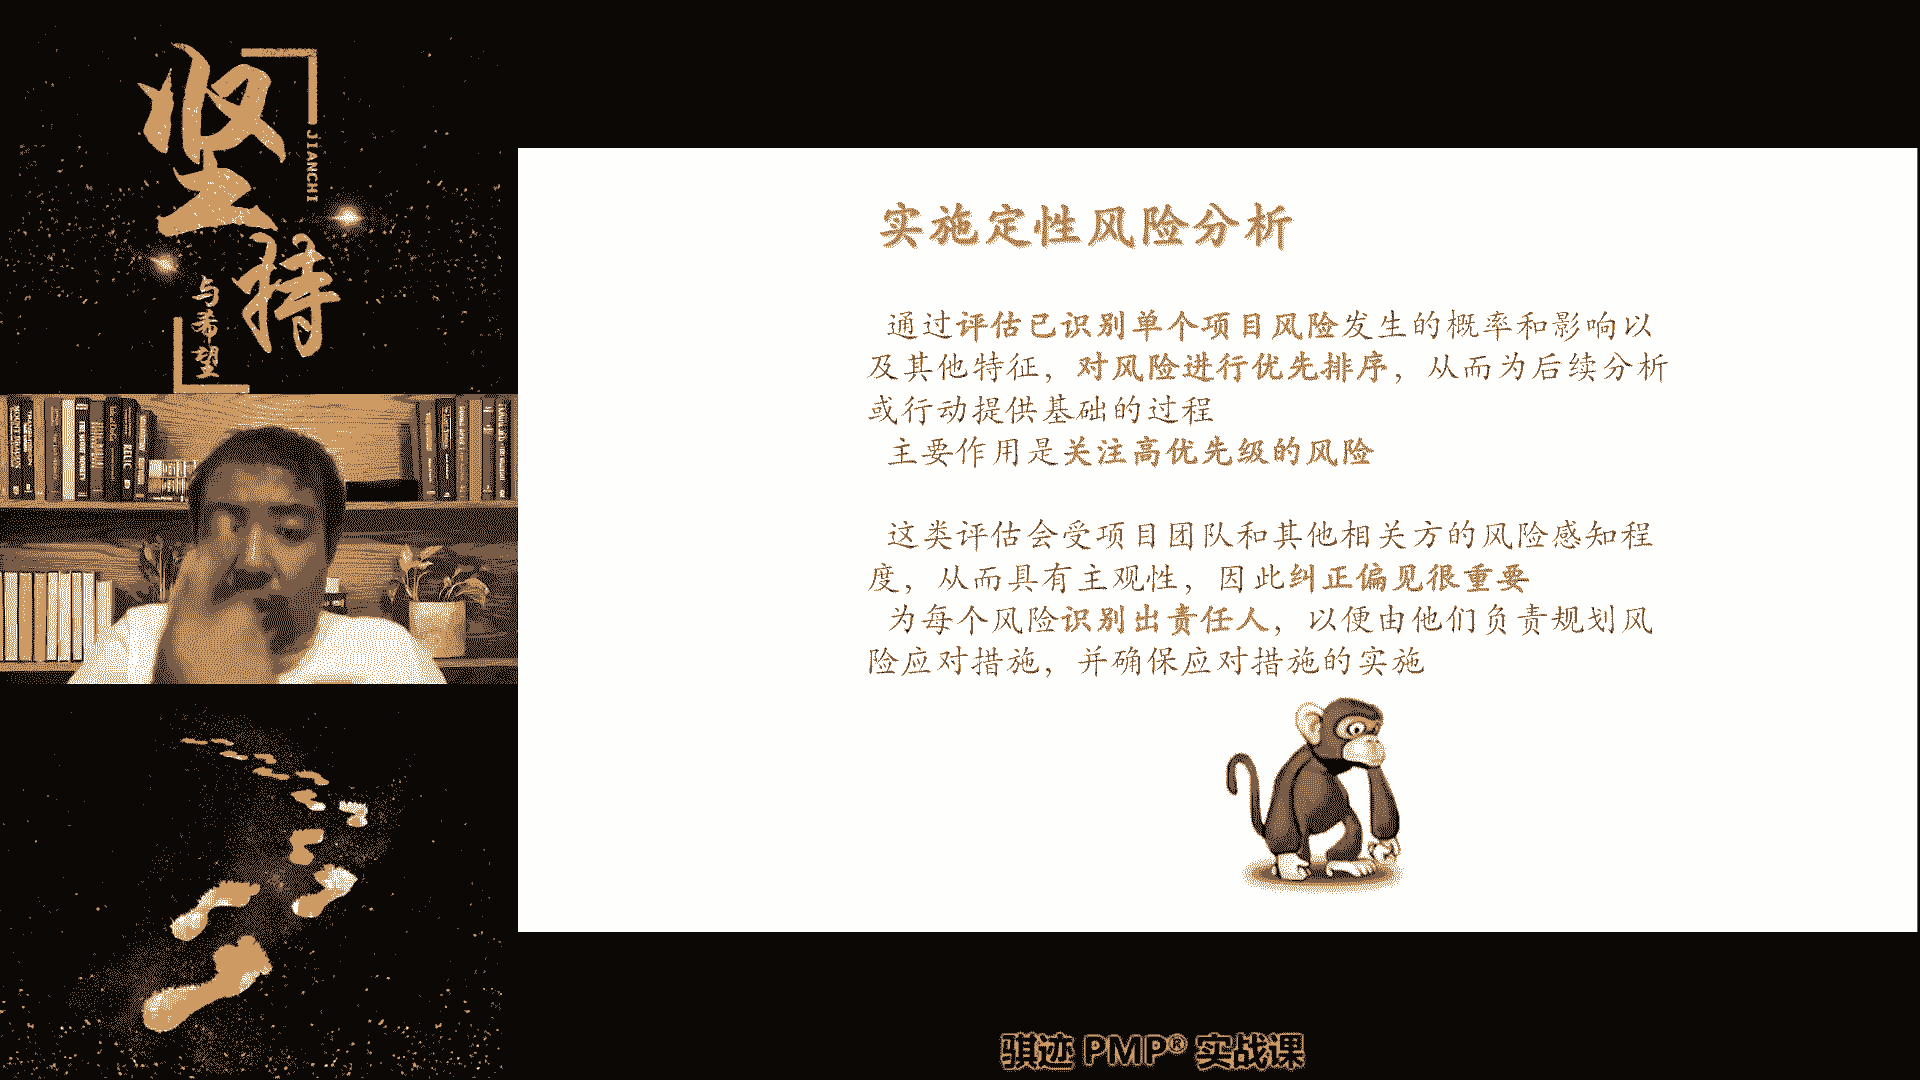 坚持
JIANCHI
与希望
实施定性风险分析
通过评估已识别单个项目风险发生的概率和影响以
及其他特征，对风险进行优先排序，从而为后续分析
或行动提供基础的过程
主要作用是关注高优先级的风险
这类评估会受项目团队和其他相关方的风险感知程
度，从而具有主观性，因此纠正偏见很重要
为每个风险识别出责任人，以便由他们负责规划风
险应对措施，并确保应对措施的实施
骐迹 PMP® 实战课